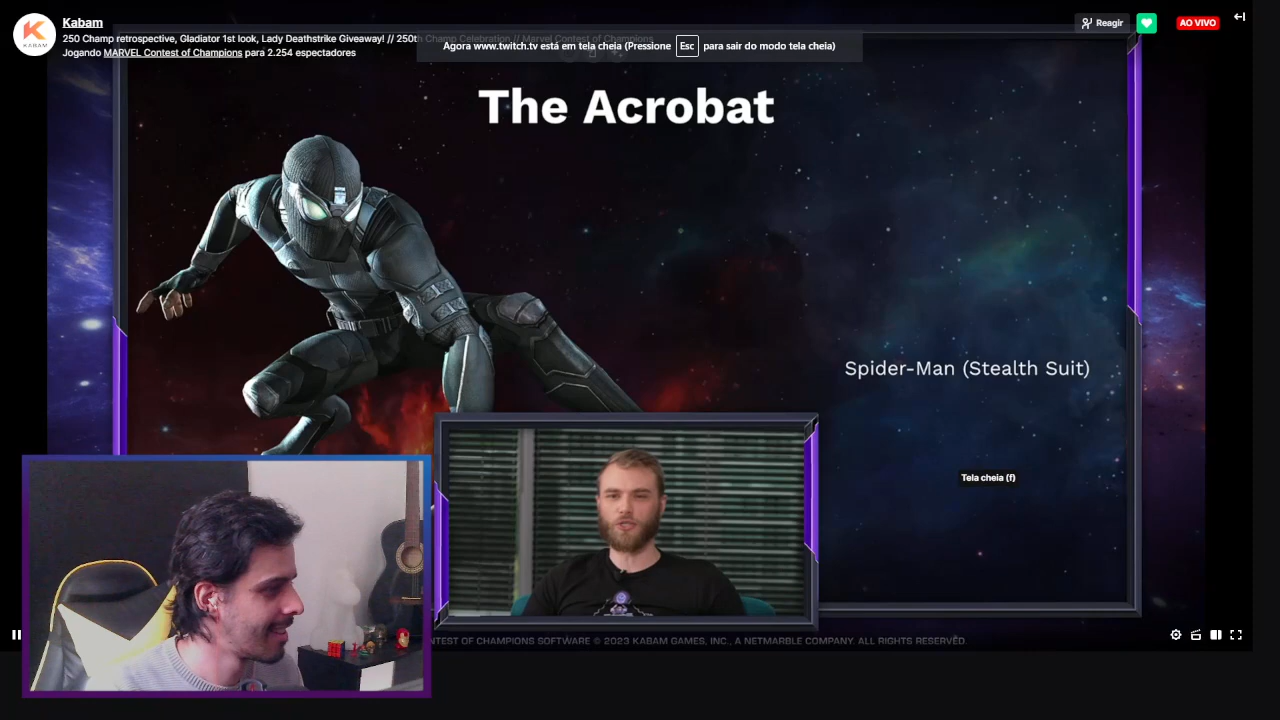 Kabam
250 Champ retrospective, Gladiator 1st look, Lady Deathstrike Giveaway! // 250th Champ Celebration // Marvel Contest of Champions
Jogando MARVEL Contest of Champions para 2.254 espectadores
KABAM
Agora www.twitch.tv está em tela cheia (Pressione Esc para sair do modo tela cheia)
Reagir
AO VIVO
The Acrobat
Spider-Man (Stealth Suit)
Tela cheia (f)
NTEST OF CHAMPIONS SOFTWARE © 2023 KABAM GAMES, INC., A NETMARBLE COMPANY. ALL RIGHTS RESERVED.